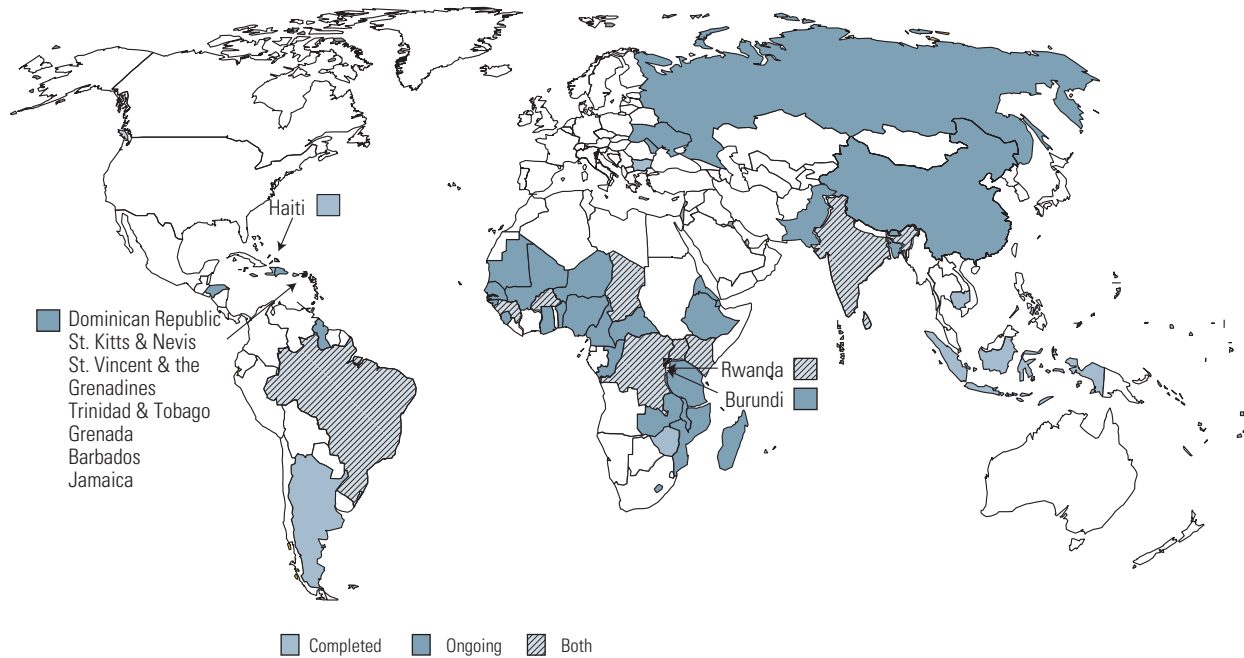 Haiti
Dominican Republic
St. Kitts & Nevis
St. Vincent & the
Grenadines
Trinidad & Tobago
Grenada
Barbados
Jamaica
Rwanda
Burundi
Completed
Ongoing
Both